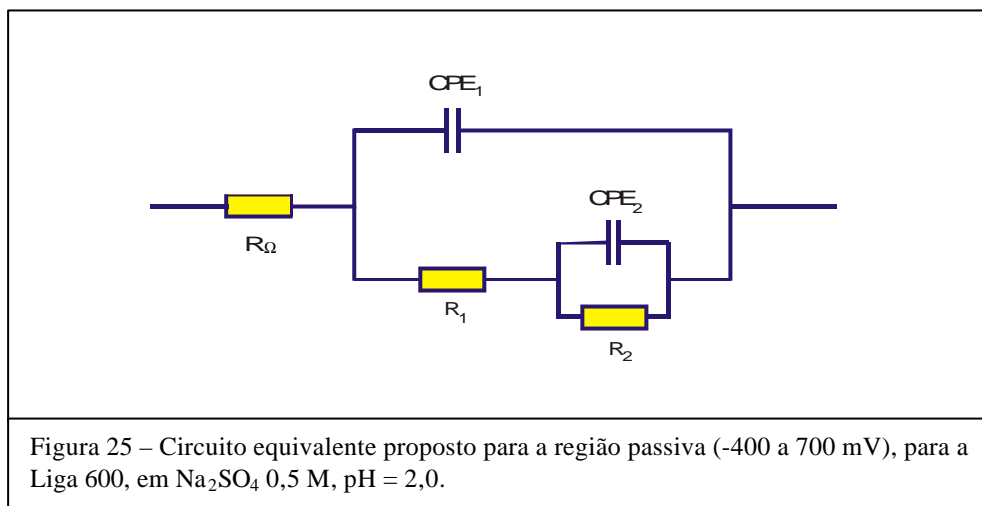 CPE₁
CPE₂
R_Ω
R₁
R₂
Figura 25 – Circuito equivalente proposto para a região passiva (-400 a 700 mV), para a
Liga 600, em Na₂SO₄ 0,5 M, pH = 2,0.